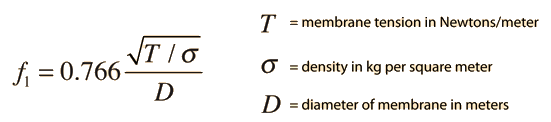 f₁ = 0.766 √(T / σ) / D
T = membrane tension in Newtons/meter
σ = density in kg per square meter
D = diameter of membrane in meters